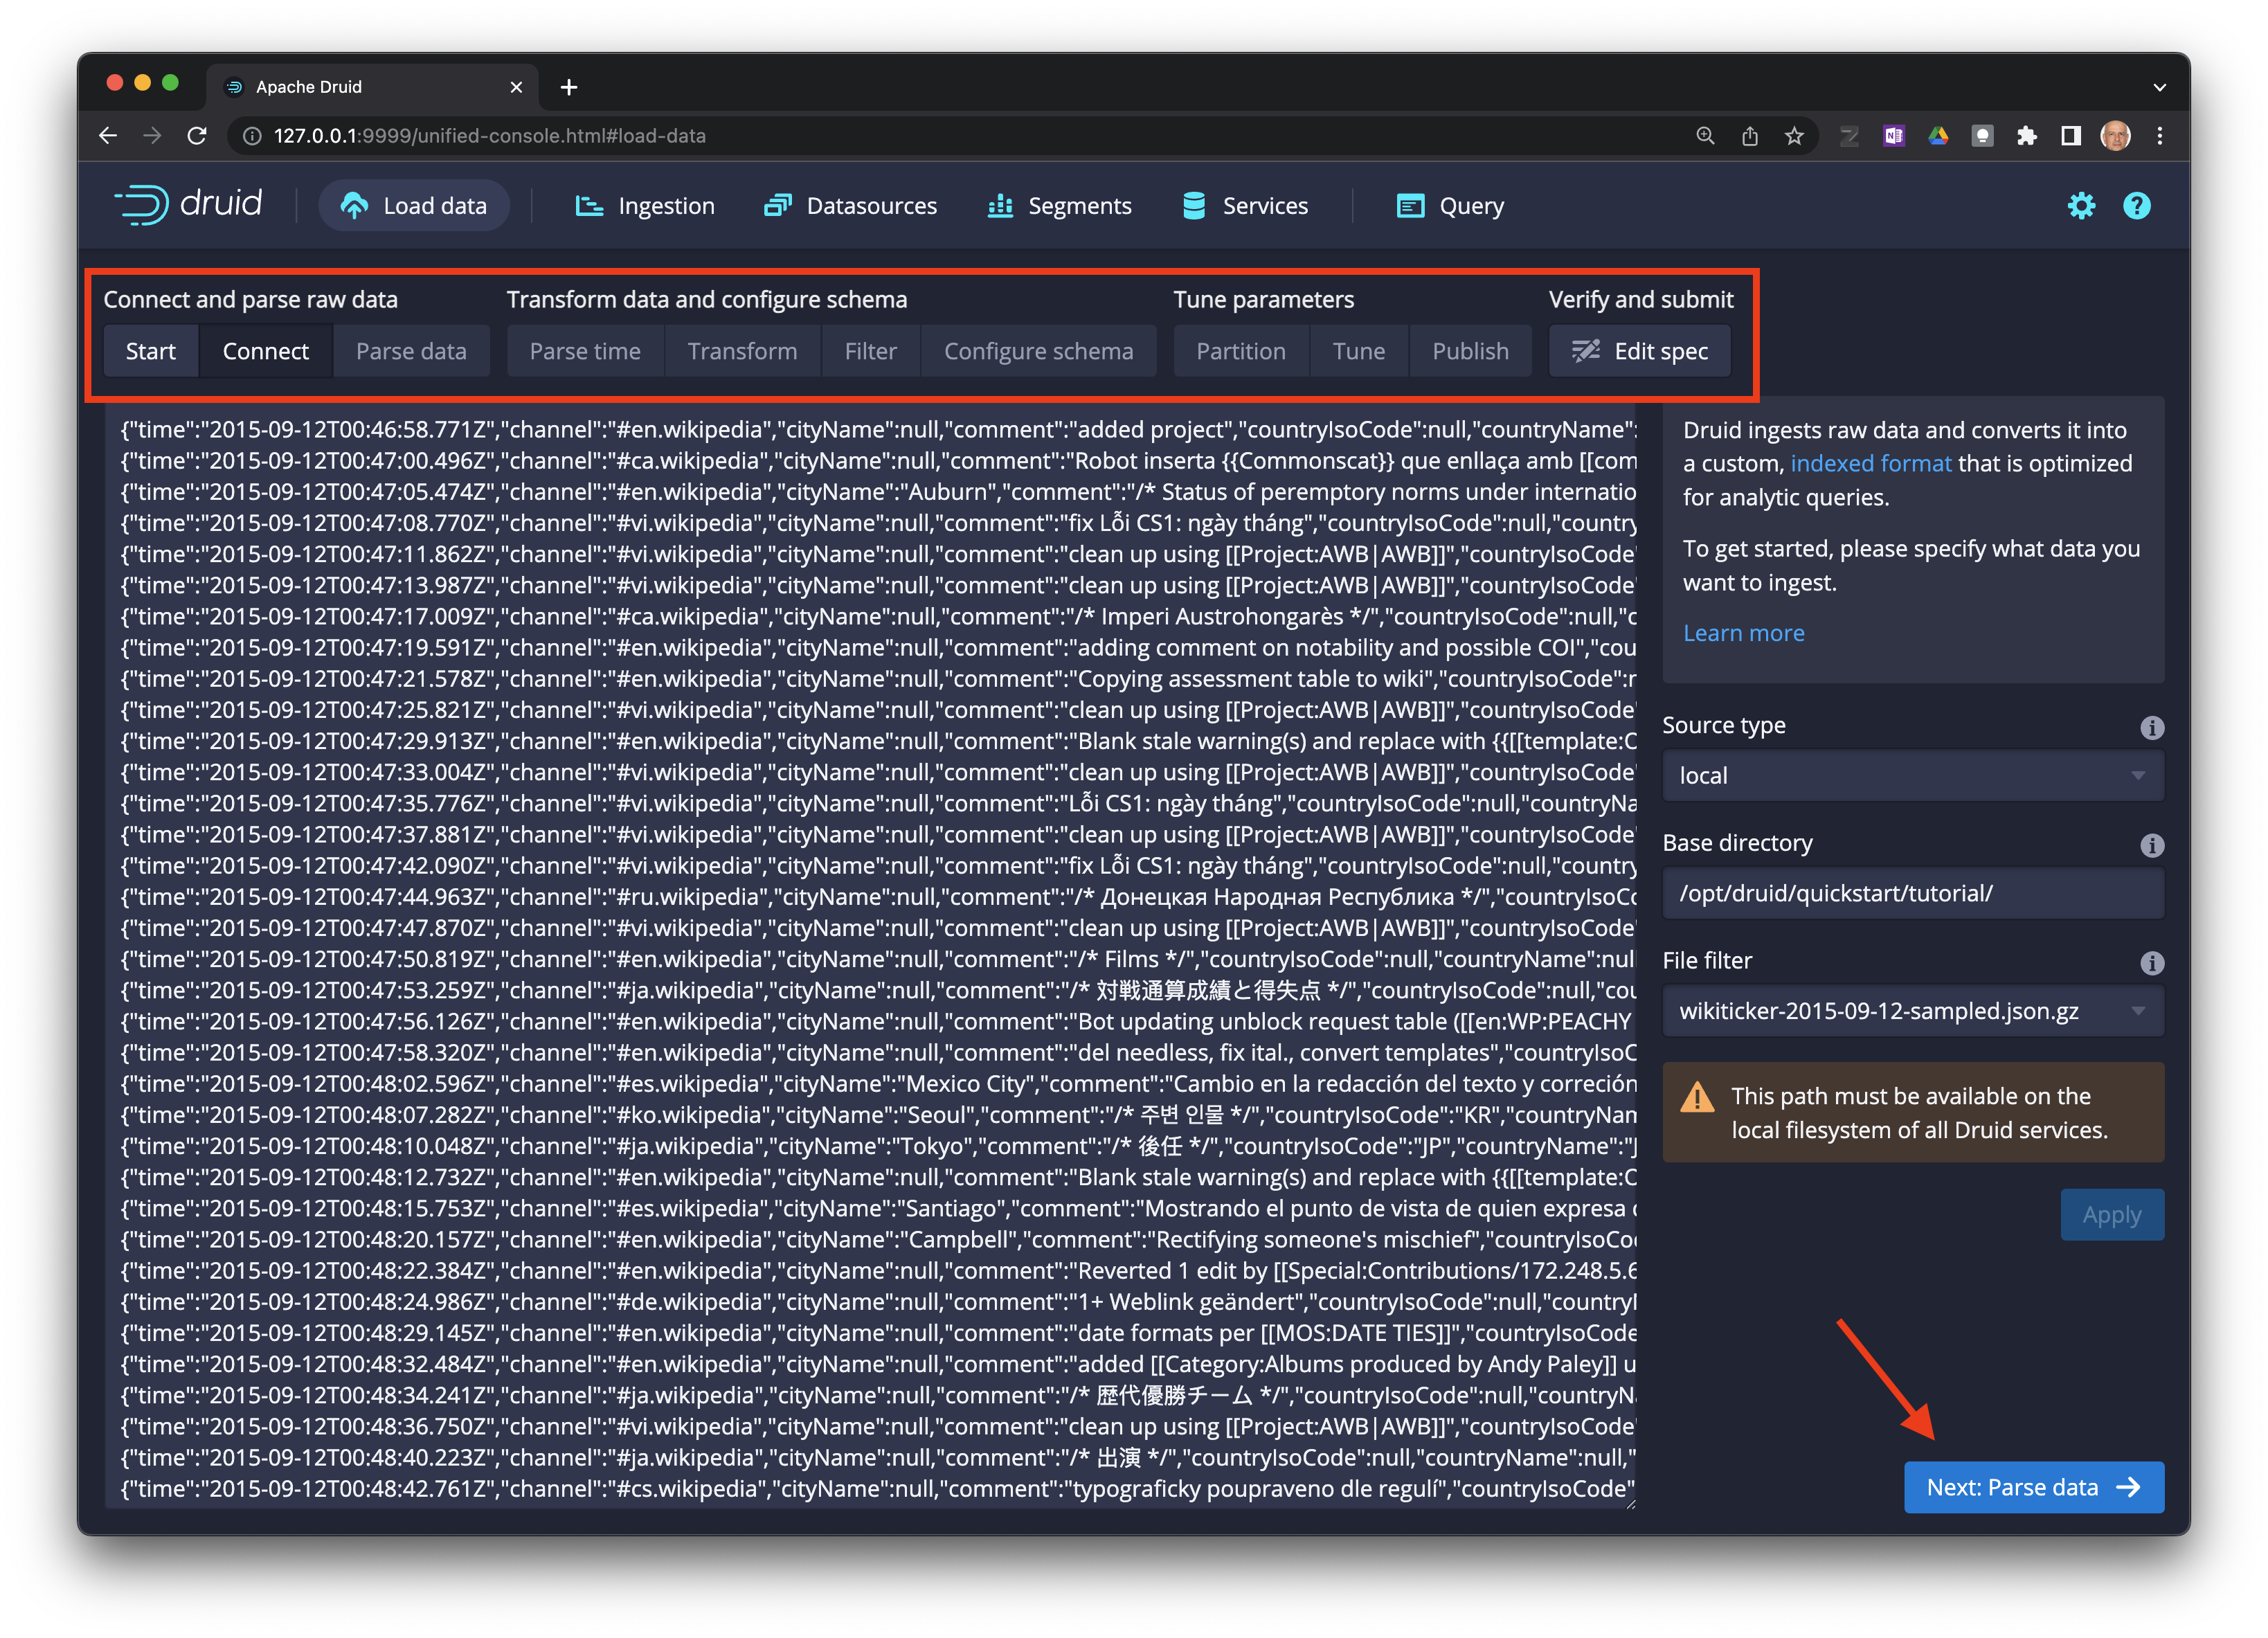 Apache Druid
127.0.0.1:9999/unified-console.html#load-data
druid Load data Ingestion Datasources Segments Services Query
Connect and parse raw data Transform data and configure schema Tune parameters Verify and submit
Start Connect Parse data Parse time Transform Filter Configure schema Partition Tune Publish Edit spec
{"time":"2015-09-12T00:46:58.771Z","channel":"#en.wikipedia","cityName":null,"comment":"added project","countryIsoCode":null,"countryName":
{"time":"2015-09-12T00:47:00.496Z","channel":"#ca.wikipedia","cityName":null,"comment":"Robot inserta {{Commonscat}} que enllaça amb [[com
{"time":"2015-09-12T00:47:05.474Z","channel":"#en.wikipedia","cityName":"Auburn","comment":"/* Status of peremptory norms under internatio
{"time":"2015-09-12T00:47:08.770Z","channel":"#vi.wikipedia","cityName":null,"comment":"fix Lỗi CS1: ngày tháng","countryIsoCode":null,"country
{"time":"2015-09-12T00:47:11.862Z","channel":"#vi.wikipedia","cityName":null,"comment":"clean up using [[Project:AWB|AWB]]","countryIsoCode"
{"time":"2015-09-12T00:47:13.987Z","channel":"#vi.wikipedia","cityName":null,"comment":"clean up using [[Project:AWB|AWB]]","countryIsoCode"
{"time":"2015-09-12T00:47:17.009Z","channel":"#ca.wikipedia","cityName":null,"comment":"/* Imperi Austrohongarès */","countryIsoCode":null,"c
{"time":"2015-09-12T00:47:19.591Z","channel":"#en.wikipedia","cityName":null,"comment":"adding comment on notability and possible COI","cou
{"time":"2015-09-12T00:47:21.578Z","channel":"#en.wikipedia","cityName":null,"comment":"Copying assessment table to wiki","countryIsoCode":n
{"time":"2015-09-12T00:47:25.821Z","channel":"#vi.wikipedia","cityName":null,"comment":"clean up using [[Project:AWB|AWB]]","countryIsoCode"
{"time":"2015-09-12T00:47:29.913Z","channel":"#en.wikipedia","cityName":null,"comment":"Blank stale warning(s) and replace with {{[[template:O
{"time":"2015-09-12T00:47:33.004Z","channel":"#vi.wikipedia","cityName":null,"comment":"clean up using [[Project:AWB|AWB]]","countryIsoCode"
{"time":"2015-09-12T00:47:35.776Z","channel":"#vi.wikipedia","cityName":null,"comment":"Lỗi CS1: ngày tháng","countryIsoCode":null,"countryNa
{"time":"2015-09-12T00:47:37.881Z","channel":"#vi.wikipedia","cityName":null,"comment":"clean up using [[Project:AWB|AWB]]","countryIsoCode"
{"time":"2015-09-12T00:47:42.090Z","channel":"#vi.wikipedia","cityName":null,"comment":"fix Lỗi CS1: ngày tháng","countryIsoCode":null,"country
{"time":"2015-09-12T00:47:44.963Z","channel":"#ru.wikipedia","cityName":null,"comment":"/* Донецкая Народная Республика */","countryIsoCo
{"time":"2015-09-12T00:47:47.870Z","channel":"#vi.wikipedia","cityName":null,"comment":"clean up using [[Project:AWB|AWB]]","countryIsoCode"
{"time":"2015-09-12T00:47:50.819Z","channel":"#en.wikipedia","cityName":null,"comment":"/* Films */","countryIsoCode":null,"countryName":nul
{"time":"2015-09-12T00:47:53.259Z","channel":"#ja.wikipedia","cityName":null,"comment":"/* 対戦通算成績と得失点 */","countryIsoCode":null,"cou
{"time":"2015-09-12T00:47:56.126Z","channel":"#en.wikipedia","cityName":null,"comment":"Bot updating unblock request table ([[en:WP:PEACHY
{"time":"2015-09-12T00:47:58.320Z","channel":"#en.wikipedia","cityName":null,"comment":"del needless, fix ital., convert templates","countryIsoC
{"time":"2015-09-12T00:48:02.596Z","channel":"#es.wikipedia","cityName":"Mexico City","comment":"Cambio en la redacción del texto y correción
{"time":"2015-09-12T00:48:07.282Z","channel":"#ko.wikipedia","cityName":"Seoul","comment":"/* 주변 인물 */","countryIsoCode":"KR","countryNam
{"time":"2015-09-12T00:48:10.048Z","channel":"#ja.wikipedia","cityName":"Tokyo","comment":"/* 後任 */","countryIsoCode":"JP","countryName":"J
{"time":"2015-09-12T00:48:12.732Z","channel":"#en.wikipedia","cityName":null,"comment":"Blank stale warning(s) and replace with {{[[template:O
{"time":"2015-09-12T00:48:15.753Z","channel":"#es.wikipedia","cityName":"Santiago","comment":"Mostrando el punto de vista de quien expresa c
{"time":"2015-09-12T00:48:20.157Z","channel":"#en.wikipedia","cityName":"Campbell","comment":"Rectifying someone's mischief","countryIsoCo
{"time":"2015-09-12T00:48:22.384Z","channel":"#en.wikipedia","cityName":null,"comment":"Reverted 1 edit by [[Special:Contributions/172.248.5.6
{"time":"2015-09-12T00:48:24.986Z","channel":"#de.wikipedia","cityName":null,"comment":"1+ Weblink geändert","countryIsoCode":null,"countryN
{"time":"2015-09-12T00:48:29.145Z","channel":"#en.wikipedia","cityName":null,"comment":"date formats per [[MOS:DATE TIES]]","countryIsoCode
{"time":"2015-09-12T00:48:32.484Z","channel":"#en.wikipedia","cityName":null,"comment":"added [[Category:Albums produced by Andy Paley]] u
{"time":"2015-09-12T00:48:34.241Z","channel":"#ja.wikipedia","cityName":null,"comment":"/* 歴代優勝チーム */","countryIsoCode":null,"countryNa
{"time":"2015-09-12T00:48:36.750Z","channel":"#vi.wikipedia","cityName":null,"comment":"clean up using [[Project:AWB|AWB]]","countryIsoCode"
{"time":"2015-09-12T00:48:40.223Z","channel":"#ja.wikipedia","cityName":null,"comment":"/* 出演 */","countryIsoCode":null,"countryName":null,"
{"time":"2015-09-12T00:48:42.761Z","channel":"#cs.wikipedia","cityName":null,"comment":"typograficky poupraveno dle regulí","countryIsoCode"
Druid ingests raw data and converts it into
a custom, indexed format that is optimized
for analytic queries.
To get started, please specify what data you
want to ingest.
Learn more
Source type
local
Base directory
/opt/druid/quickstart/tutorial/
File filter
wikiticker-2015-09-12-sampled.json.gz
This path must be available on the
local filesystem of all Druid services.
Apply
Next: Parse data